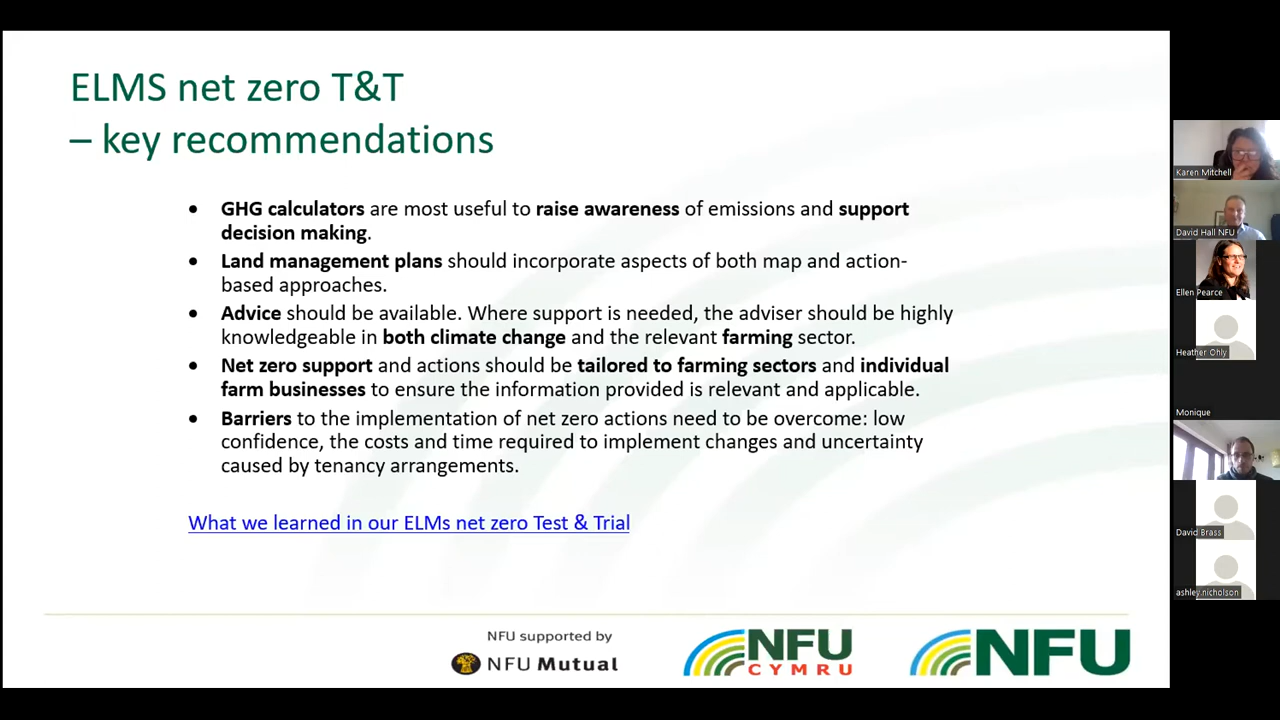 ELMS net zero T&T
– key recommendations
• GHG calculators are most useful to raise awareness of emissions and support
decision making.
• Land management plans should incorporate aspects of both map and action-
based approaches.
• Advice should be available. Where support is needed, the adviser should be highly
knowledgeable in both climate change and the relevant farming sector.
• Net zero support and actions should be tailored to farming sectors and individual
farm businesses to ensure the information provided is relevant and applicable.
• Barriers to the implementation of net zero actions need to be overcome: low
confidence, the costs and time required to implement changes and uncertainty
caused by tenancy arrangements.
What we learned in our ELMs net zero Test & Trial
NFU supported by
NFU Mutual
NFU
CYMRU
NFU
Karen Mitchell
David Hall NFU
Ellen Pearce
Heather Ohly
Monique
David Brass
ashley.nicholson